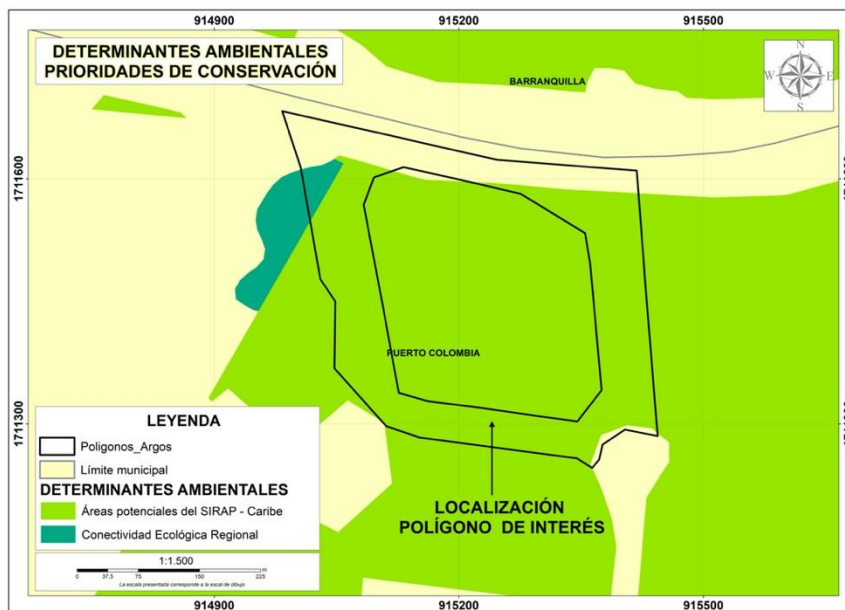 914900 915200 915500
DETERMINANTES AMBIENTALES
PRIORIDADES DE CONSERVACIÓN
BARRANQUILLA
N
W E
S
1711600
PUERTO COLOMBIA
1711300
LEYENDA
Poligonos_Argos
Límite municipal
DETERMINANTES AMBIENTALES
Áreas potenciales del SIRAP - Caribe
Conectividad Ecológica Regional
LOCALIZACIÓN
POLÍGONO DE INTERÉS
1:1.500
m
0 37,5 75 150 225
La escala presentada corresponde a la escal de dibujo
914900 915200 915500